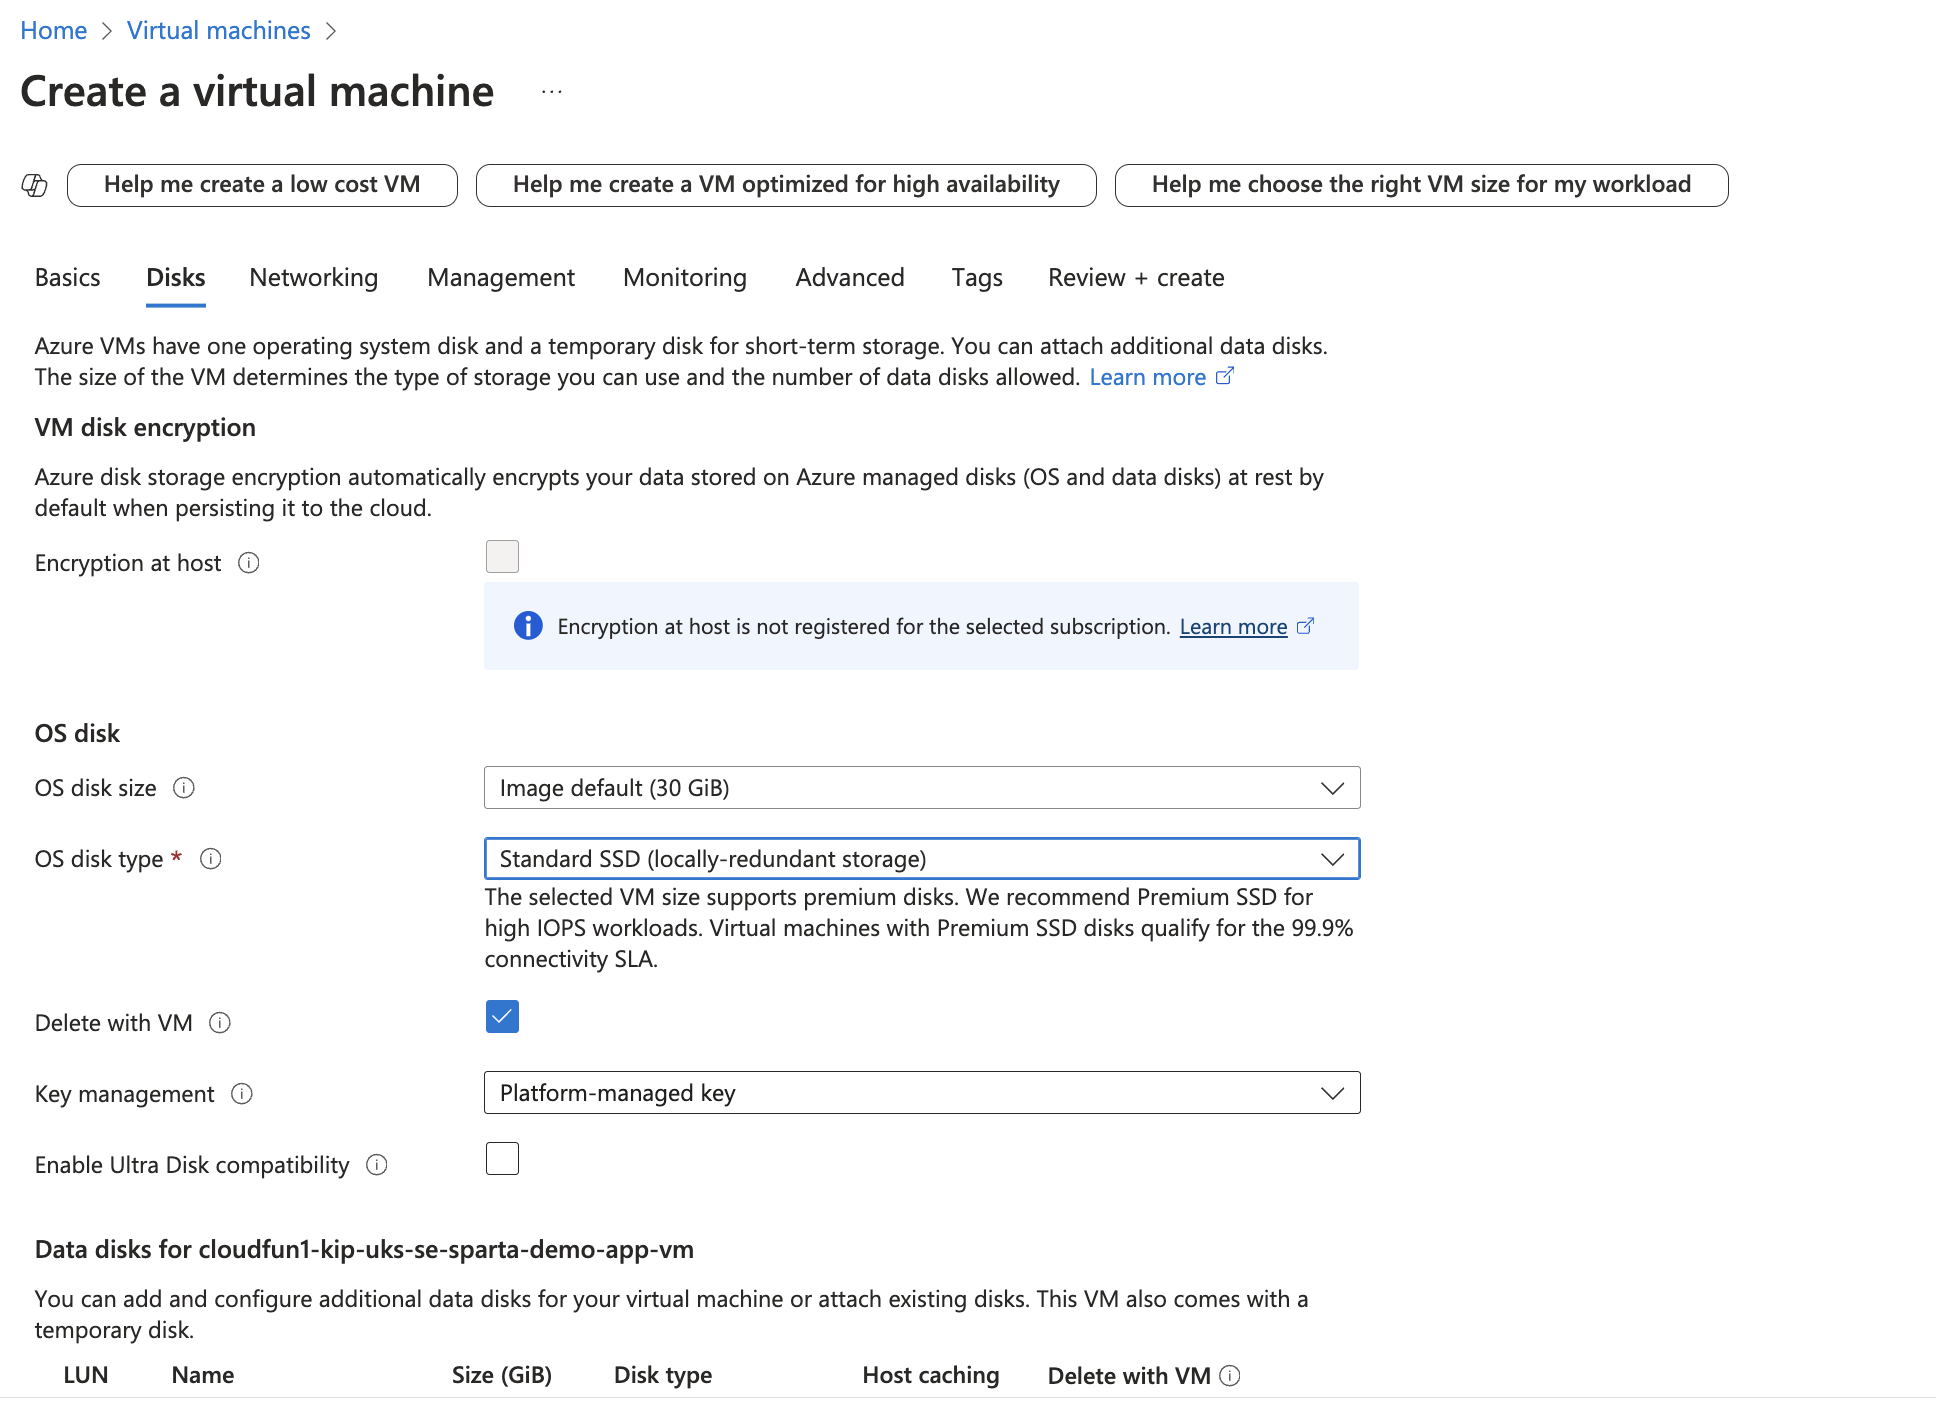 Home > Virtual machines >
Create a virtual machine ...
Help me create a low cost VM Help me create a VM optimized for high availability Help me choose the right VM size for my workload
Basics Disks Networking Management Monitoring Advanced Tags Review + create
Azure VMs have one operating system disk and a temporary disk for short-term storage. You can attach additional data disks.
The size of the VM determines the type of storage you can use and the number of data disks allowed. Learn more
VM disk encryption
Azure disk storage encryption automatically encrypts your data stored on Azure managed disks (OS and data disks) at rest by
default when persisting it to the cloud.
Encryption at host
Encryption at host is not registered for the selected subscription. Learn more
OS disk
OS disk size Image default (30 GiB)
OS disk type * Standard SSD (locally-redundant storage)
The selected VM size supports premium disks. We recommend Premium SSD for
high IOPS workloads. Virtual machines with Premium SSD disks qualify for the 99.9%
connectivity SLA.
Delete with VM
Key management Platform-managed key
Enable Ultra Disk compatibility
Data disks for cloudfun1-kip-uks-se-sparta-demo-app-vm
You can add and configure additional data disks for your virtual machine or attach existing disks. This VM also comes with a
temporary disk.
LUN Name Size (GiB) Disk type Host caching Delete with VM